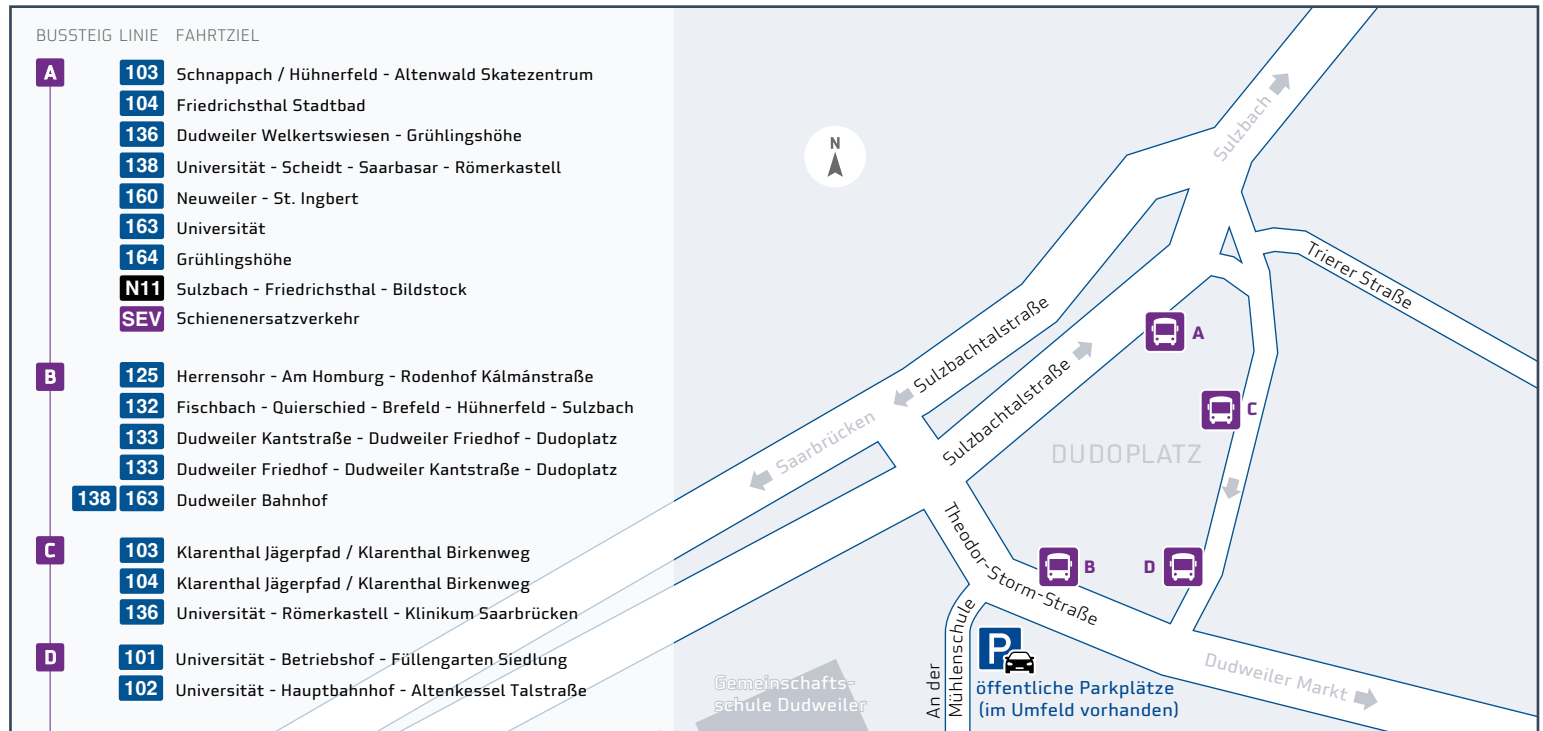 BUSSTEIG LINIE FAHRTZIEL
A 103 Schnappach / Hühnerfeld - Altenwald Skatezentrum
104 Friedrichsthal Stadtbad
136 Dudweiler Welkertswiesen - Grühlingshöhe
138 Universität - Scheidt - Saarbasar - Römerkastell
160 Neuweiler - St. Ingbert
163 Universität
164 Grühlingshöhe
N11 Sulzbach - Friedrichsthal - Bildstock
SEV Schienenersatzverkehr
B 125 Herrensohr - Am Homburg - Rodenhof Kálmánstraße
132 Fischbach - Quierschied - Brefeld - Hühnerfeld - Sulzbach
133 Dudweiler Kantstraße - Dudweiler Friedhof - Dudoplatz
133 Dudweiler Friedhof - Dudweiler Kantstraße - Dudoplatz
138 163 Dudweiler Bahnhof
C 103 Klarenthal Jägerpfad / Klarenthal Birkenweg
104 Klarenthal Jägerpfad / Klarenthal Birkenweg
136 Universität - Römerkastell - Klinikum Saarbrücken
D 101 Universität - Betriebshof - Füllengarten Siedlung
102 Universität - Hauptbahnhof - Altenkessel Talstraße
N
Sulzbach
Trierer Straße
Sulzbachtalstraße
Sulzbachtalstraße
Saarbrücken
A
C
DUDOPLATZ
B
D
Theodor-Storm-Straße
An der
Mühlenschule
P
öffentliche Parkplätze
(im Umfeld vorhanden)
Dudweiler Markt
Gemeinschafts-
schule Dudweiler